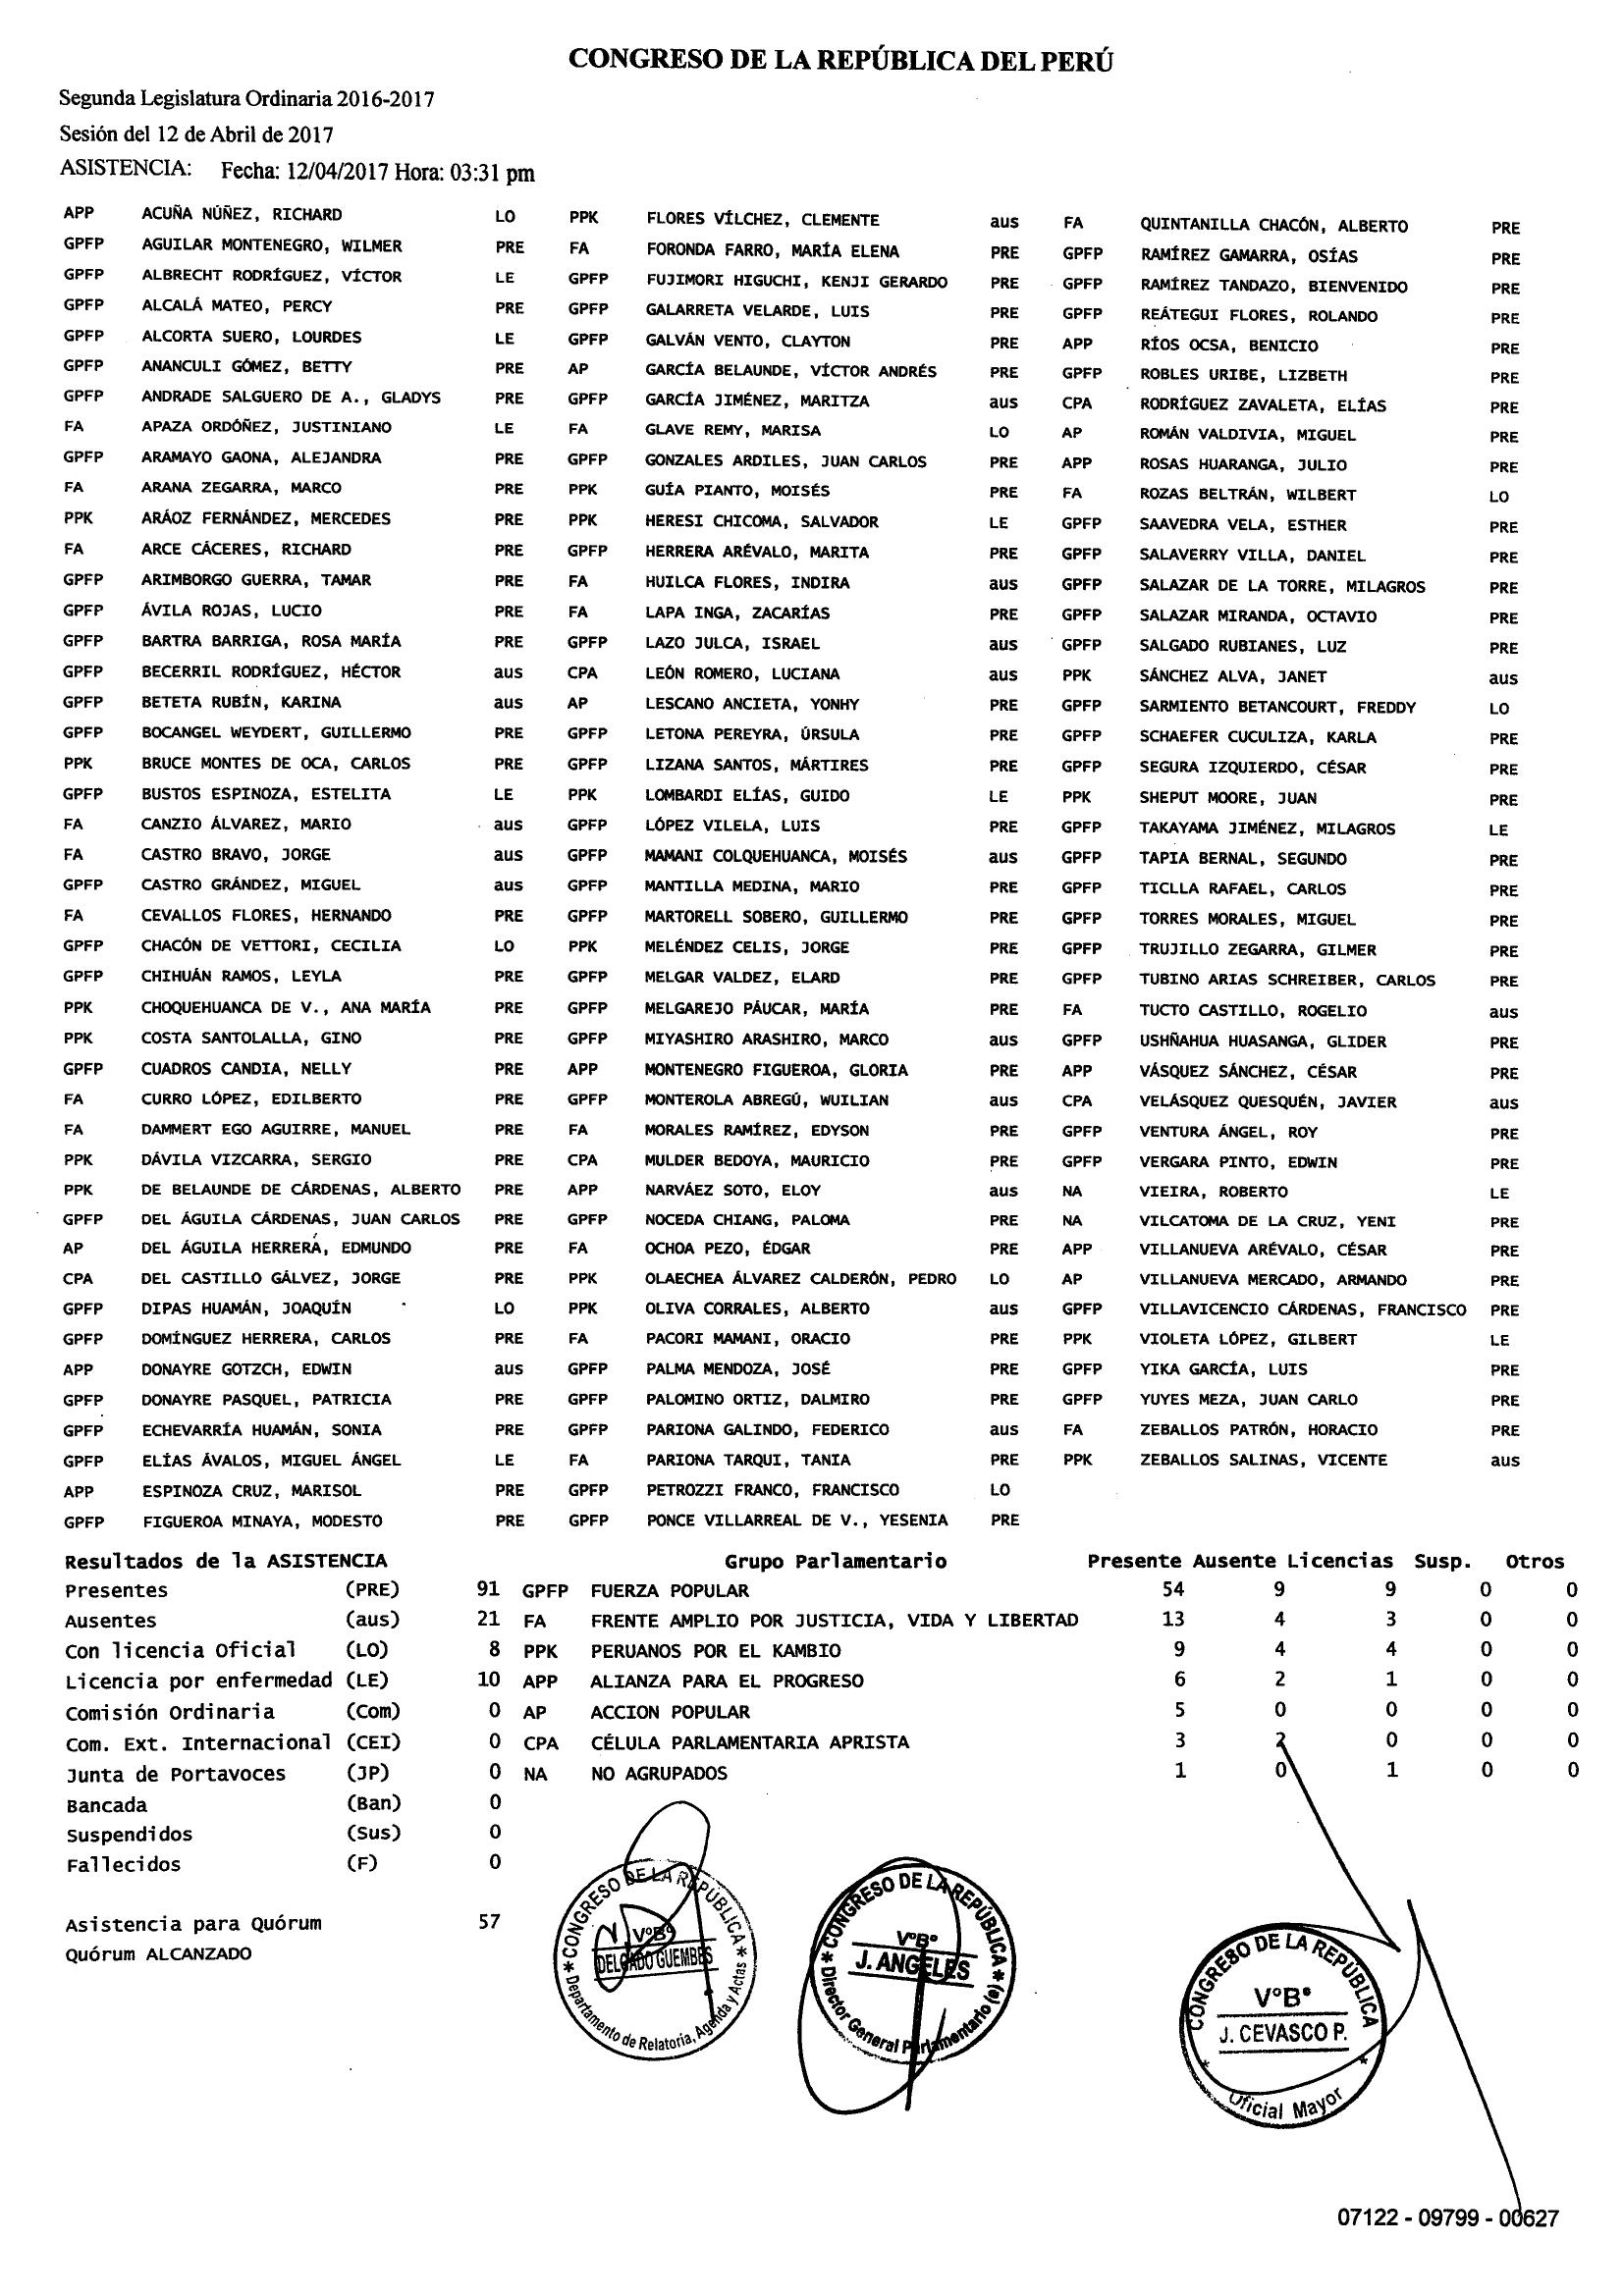 CONGRESO DE LA REPÚBLICA DEL PERÚ
Segunda Legislatura Ordinaria 2016-2017
Sesión del 12 de Abril de 2017
ASISTENCIA: Fecha: 12/04/2017 Hora: 03:31 pm
APP ACUÑA NÚÑEZ, RICHARD LO PPK FLORES VÍLCHEZ, CLEMENTE aus FA QUINTANILLA CHACÓN, ALBERTO PRE
GPFP AGUILAR MONTENEGRO, WILMER PRE FA FORONDA FARRO, MARÍA ELENA PRE GPFP RAMÍREZ GAMARRA, OSÍAS PRE
GPFP ALBRECHT RODRÍGUEZ, VÍCTOR LE GPFP FUJIMORI HIGUCHI, KENJI GERARDO PRE GPFP RAMÍREZ TANDAZO, BIENVENIDO PRE
GPFP ALCALÁ MATEO, PERCY PRE GPFP GALARRETA VELARDE, LUIS PRE GPFP REÁTEGUI FLORES, ROLANDO PRE
GPFP ALCORTA SUERO, LOURDES LE GPFP GALVÁN VENTO, CLAYTON PRE APP RÍOS OCSA, BENICIO PRE
GPFP ANANCULI GÓMEZ, BETTY PRE AP GARCÍA BELAUNDE, VÍCTOR ANDRÉS PRE GPFP ROBLES URIBE, LIZBETH PRE
GPFP ANDRADE SALGUERO DE A., GLADYS PRE GPFP GARCÍA JIMÉNEZ, MARITZA aus CPA RODRÍGUEZ ZAVALETA, ELÍAS PRE
FA APAZA ORDÓÑEZ, JUSTINIANO LE FA GLAVE REMY, MARISA LO AP ROMÁN VALDIVIA, MIGUEL PRE
GPFP ARAMAYO GAONA, ALEJANDRA PRE GPFP GONZALES ARDILES, JUAN CARLOS PRE APP ROSAS HUARANGA, JULIO PRE
FA ARANA ZEGARRA, MARCO PRE PPK GUÍA PIANTO, MOISÉS PRE FA ROZAS BELTRÁN, WILBERT LO
PPK ARÁOZ FERNÁNDEZ, MERCEDES PRE PPK HERESI CHICOMA, SALVADOR LE GPFP SAAVEDRA VELA, ESTHER PRE
FA ARCE CÁCERES, RICHARD PRE GPFP HERRERA ARÉVALO, MARITA PRE GPFP SALAVERRY VILLA, DANIEL PRE
GPFP ARIMBORGO GUERRA, TAMAR PRE FA HUILCA FLORES, INDIRA aus GPFP SALAZAR DE LA TORRE, MILAGROS PRE
GPFP ÁVILA ROJAS, LUCIO PRE FA LAPA INGA, ZACARÍAS PRE GPFP SALAZAR MIRANDA, OCTAVIO PRE
GPFP BARTRA BARRIGA, ROSA MARÍA PRE GPFP LAZO JULCA, ISRAEL aus GPFP SALGADO RUBIANES, LUZ PRE
GPFP BECERRIL RODRÍGUEZ, HÉCTOR aus CPA LEÓN ROMERO, LUCIANA aus PPK SÁNCHEZ ALVA, JANET aus
GPFP BETETA RUBÍN, KARINA aus AP LESCANO ANCIETA, YONHY PRE GPFP SARMIENTO BETANCOURT, FREDDY LO
GPFP BOCANGEL WEYDERT, GUILLERMO PRE GPFP LETONA PEREYRA, ÚRSULA PRE GPFP SCHAEFER CUCULIZA, KARLA PRE
PPK BRUCE MONTES DE OCA, CARLOS PRE GPFP LIZANA SANTOS, MÁRTIRES PRE GPFP SEGURA IZQUIERDO, CÉSAR PRE
GPFP BUSTOS ESPINOZA, ESTELITA LE PPK LOMBARDI ELÍAS, GUIDO LE PPK SHEPUT MOORE, JUAN PRE
FA CANZIO ÁLVAREZ, MARIO aus GPFP LÓPEZ VILELA, LUIS PRE GPFP TAKAYAMA JIMÉNEZ, MILAGROS LE
FA CASTRO BRAVO, JORGE aus GPFP MAMANI COLQUEHUANCA, MOISÉS aus GPFP TAPIA BERNAL, SEGUNDO PRE
GPFP CASTRO GRÁNDEZ, MIGUEL aus GPFP MANTILLA MEDINA, MARIO PRE GPFP TICLLA RAFAEL, CARLOS PRE
FA CEVALLOS FLORES, HERNANDO PRE GPFP MARTORELL SOBERO, GUILLERMO PRE GPFP TORRES MORALES, MIGUEL PRE
GPFP CHACÓN DE VETTORI, CECILIA LO PPK MELÉNDEZ CELIS, JORGE PRE GPFP TRUJILLO ZEGARRA, GILMER PRE
GPFP CHIHUÁN RAMOS, LEYLA PRE GPFP MELGAR VALDEZ, ELARD PRE GPFP TUBINO ARIAS SCHREIBER, CARLOS PRE
PPK CHOQUEHUANCA DE V., ANA MARÍA PRE GPFP MELGAREJO PÁUCAR, MARÍA PRE FA TUCTO CASTILLO, ROGELIO aus
PPK COSTA SANTOLALLA, GINO PRE GPFP MIYASHIRO ARASHIRO, MARCO aus GPFP USHÑAHUA HUASANGA, GLIDER PRE
GPFP CUADROS CANDIA, NELLY PRE APP MONTENEGRO FIGUEROA, GLORIA PRE APP VÁSQUEZ SÁNCHEZ, CÉSAR PRE
FA CURRO LÓPEZ, EDILBERTO PRE GPFP MONTEROLA ABREGÚ, WUILIAN aus CPA VELÁSQUEZ QUESQUÉN, JAVIER aus
FA DAMMERT EGO AGUIRRE, MANUEL PRE FA MORALES RAMÍREZ, EDYSON PRE GPFP VENTURA ÁNGEL, ROY PRE
PPK DÁVILA VIZCARRA, SERGIO PRE CPA MULDER BEDOYA, MAURICIO PRE GPFP VERGARA PINTO, EDWIN PRE
PPK DE BELAUNDE DE CÁRDENAS, ALBERTO PRE APP NARVÁEZ SOTO, ELOY aus NA VIEIRA, ROBERTO LE
GPFP DEL ÁGUILA CÁRDENAS, JUAN CARLOS PRE GPFP NOCEDA CHIANG, PALOMA PRE NA VILCATOMA DE LA CRUZ, YENI PRE
AP DEL ÁGUILA HERRERA, EDMUNDO PRE FA OCHOA PEZO, ÉDGAR PRE APP VILLANUEVA ARÉVALO, CÉSAR PRE
CPA DEL CASTILLO GÁLVEZ, JORGE PRE PPK OLAECHEA ÁLVAREZ CALDERÓN, PEDRO LO AP VILLANUEVA MERCADO, ARMANDO PRE
GPFP DIPAS HUAMÁN, JOAQUÍN LO PPK OLIVA CORRALES, ALBERTO aus GPFP VILLAVICENCIO CÁRDENAS, FRANCISCO PRE
GPFP DOMÍNGUEZ HERRERA, CARLOS PRE FA PACORI MAMANI, ORACIO PRE PPK VIOLETA LÓPEZ, GILBERT LE
APP DONAYRE GOTZCH, EDWIN aus GPFP PALMA MENDOZA, JOSÉ PRE GPFP YIKA GARCÍA, LUIS PRE
GPFP DONAYRE PASQUEL, PATRICIA PRE GPFP PALOMINO ORTIZ, DALMIRO PRE GPFP YUYES MEZA, JUAN CARLO PRE
GPFP ECHEVARRÍA HUAMÁN, SONIA PRE GPFP PARIONA GALINDO, FEDERICO aus FA ZEBALLOS PATRÓN, HORACIO PRE
GPFP ELÍAS ÁVALOS, MIGUEL ÁNGEL LE FA PARIONA TARQUI, TANIA PRE PPK ZEBALLOS SALINAS, VICENTE aus
APP ESPINOZA CRUZ, MARISOL PRE GPFP PETROZZI FRANCO, FRANCISCO LO
GPFP FIGUEROA MINAYA, MODESTO PRE GPFP PONCE VILLARREAL DE V., YESENIA PRE
Resultados de la ASISTENCIA Grupo Parlamentario Presente Ausente Licencias Susp. Otros
Presentes (PRE) 91 GPFP FUERZA POPULAR 54 9 9 0 0
Ausentes (aus) 21 FA FRENTE AMPLIO POR JUSTICIA, VIDA Y LIBERTAD 13 4 3 0 0
Con licencia Oficial (LO) 8 PPK PERUANOS POR EL KAMBIO 9 4 4 0 0
Licencia por enfermedad (LE) 10 APP ALIANZA PARA EL PROGRESO 6 2 1 0 0
Comisión Ordinaria (Com) 0 AP ACCION POPULAR 5 0 0 0 0
Com. Ext. Internacional (CEI) 0 CPA CÉLULA PARLAMENTARIA APRISTA 3 2 0 0 0
Junta de Portavoces (JP) 0 NA NO AGRUPADOS 1 0 1 0 0
Bancada (Ban) 0
Suspendidos (Sus) 0
Fallecidos (F) 0
Asistencia para Quórum 57
Quórum ALCANZADO
CONGRESO DE LA REPÚBLICA
V°B°
DELGADO GUEMBES
Departamento de Relatoría, Agenda y Actas
CONGRESO DE LA REPÚBLICA
V°B°
J. ANGELES
Director General Parlamentario (e)
CONGRESO DE LA REPÚBLICA
V°B°
J. CEVASCO P.
Oficial Mayor
07122 - 09799 - 00627